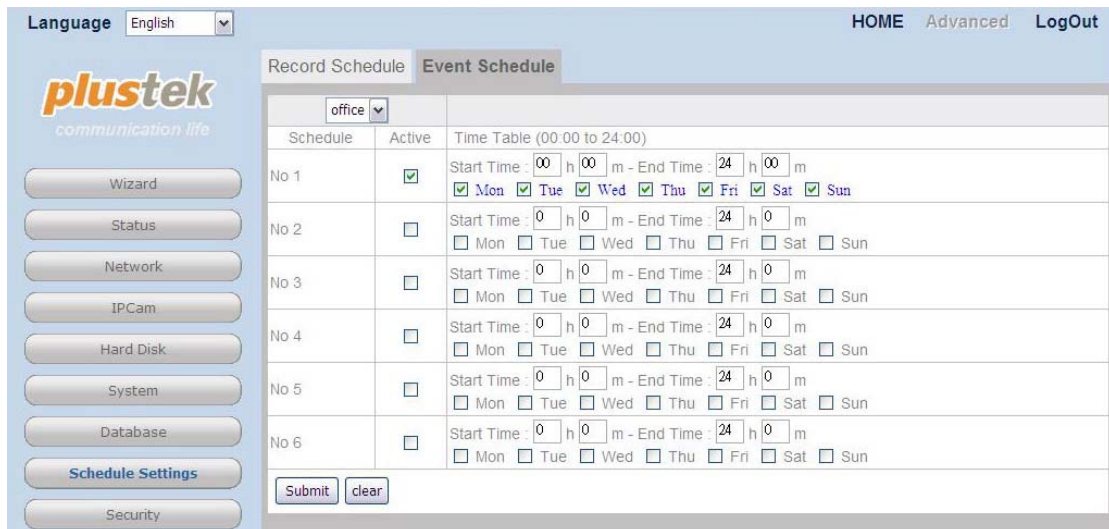 Language English
HOME Advanced LogOut
plustek
communication life
Wizard
Status
Network
IPCam
Hard Disk
System
Database
Schedule Settings
Security
Record Schedule Event Schedule
office
Schedule Active Time Table (00:00 to 24:00)
No 1
Start Time : 00 h 00 m - End Time : 24 h 00 m
Mon Tue Wed Thu Fri Sat Sun
No 2
Start Time : 0 h 0 m - End Time : 24 h 0 m
Mon Tue Wed Thu Fri Sat Sun
No 3
Start Time : 0 h 0 m - End Time : 24 h 0 m
Mon Tue Wed Thu Fri Sat Sun
No 4
Start Time : 0 h 0 m - End Time : 24 h 0 m
Mon Tue Wed Thu Fri Sat Sun
No 5
Start Time : 0 h 0 m - End Time : 24 h 0 m
Mon Tue Wed Thu Fri Sat Sun
No 6
Start Time : 0 h 0 m - End Time : 24 h 0 m
Mon Tue Wed Thu Fri Sat Sun
Submit clear